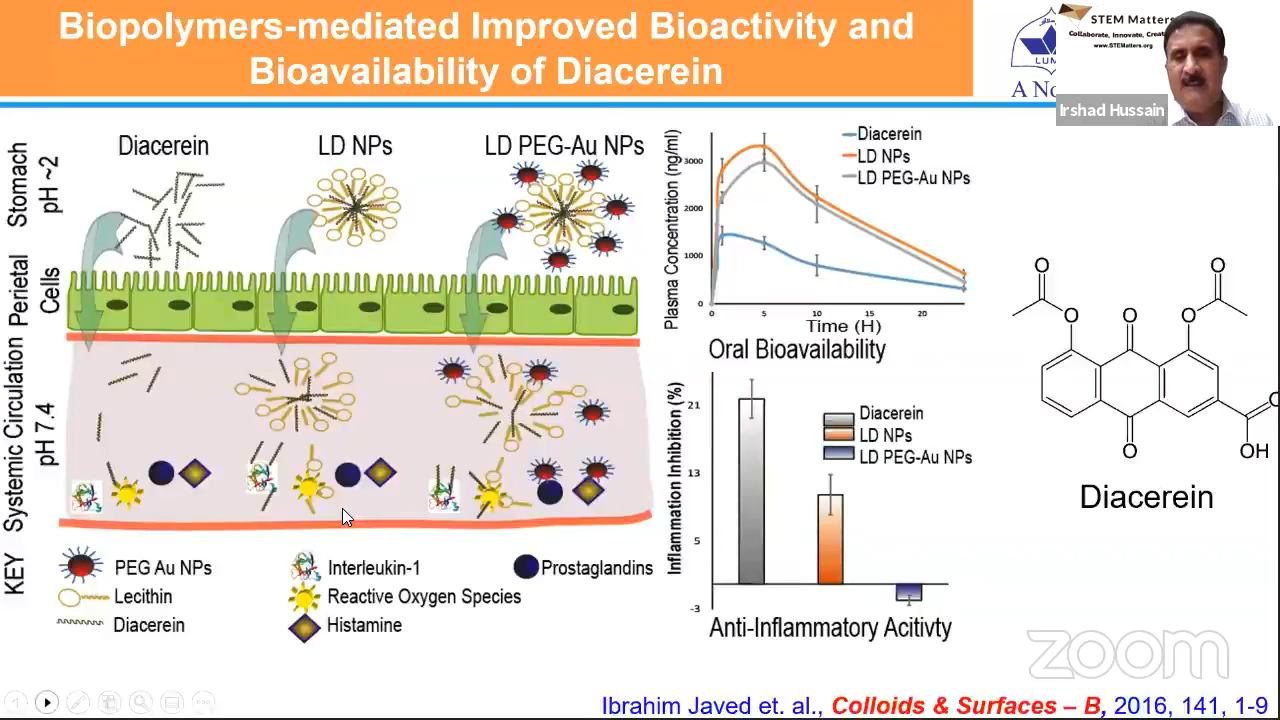 Biopolymers-mediated Improved Bioactivity and
Bioavailability of Diacerein
STEM Matters
Collaborate, Innovate, Create
www.STEMatters.org
LUM
A No
Irshad Hussain
Stomach
pH ~2
Perietal
Cells
Systemic Circulation
pH 7.4
KEY
Diacerein
LD NPs
LD PEG-Au NPs
PEG Au NPs
Lecithin
Diacerein
Interleukin-1
Reactive Oxygen Species
Histamine
Prostaglandins
Plasma Concentration (ng/ml)
3000
2000
1000
0
0
5
10
15
20
Time (H)
Diacerein
LD NPs
LD PEG-Au NPs
Oral Bioavailability
Inflammation Inhibition (%)
21
13
5
-3
Diacerein
LD NPs
LD PEG-Au NPs
Anti-Inflammatory Acitivty
O
O
O
O
O
O
O
OH
Diacerein
zoom
Ibrahim Javed et. al., Colloids & Surfaces – B, 2016, 141, 1-9